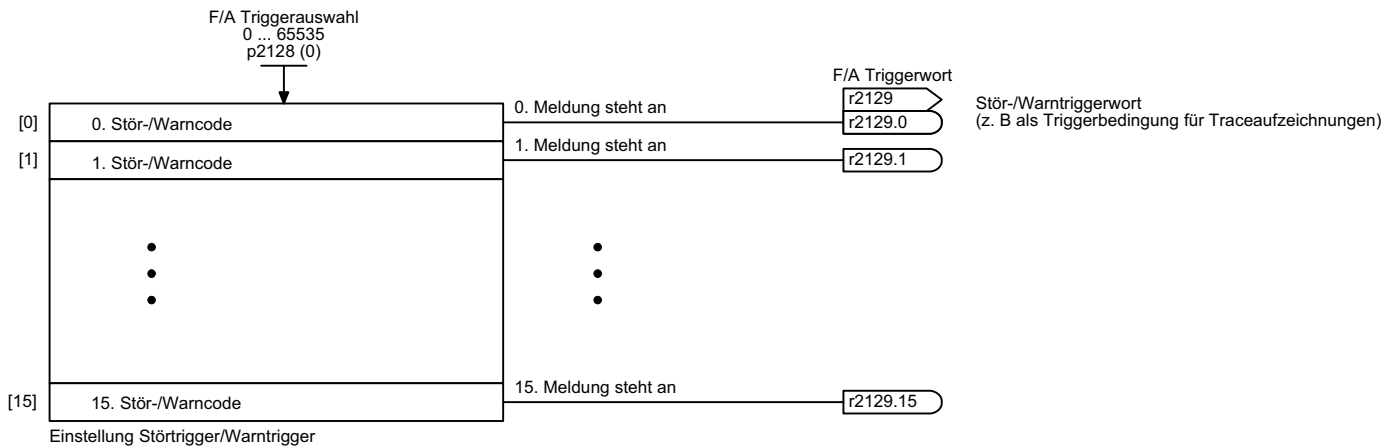 F/A Triggerauswahl
0 ... 65535
p2128 (0)
F/A Triggerwort
r2129
Stör-/Warntriggerwort
(z. B als Triggerbedingung für Traceaufzeichnungen)
[0]
0. Stör-/Warncode
0. Meldung steht an
r2129.0
[1]
1. Stör-/Warncode
1. Meldung steht an
r2129.1
[15]
15. Stör-/Warncode
15. Meldung steht an
r2129.15
Einstellung Störtrigger/Warntrigger